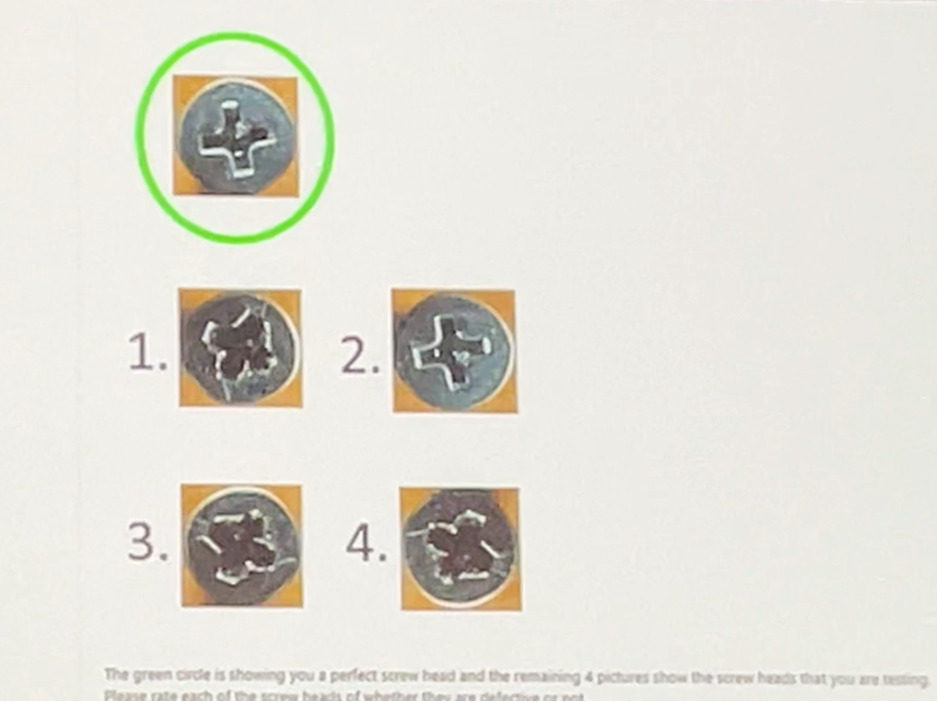 1.
2.
3.
4.
The green circle is showing you a perfect screw head and the remaining 4 pictures show the screw heads that you are testing.
Please rate each of the screw heads of whether they are defective or not